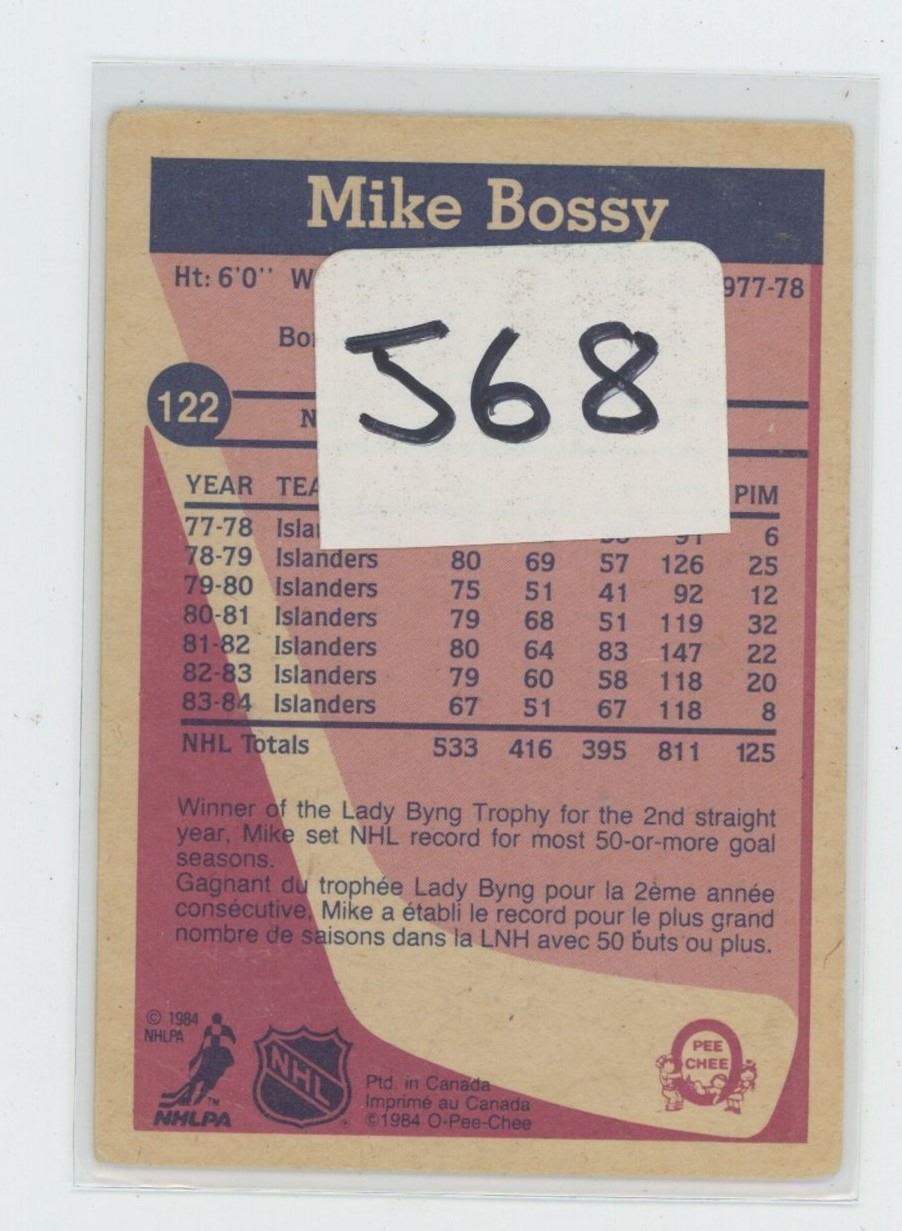 Mike Bossy
Ht: 6'0" W 977-78
Bo
J68
122
N
YEAR TEA PIM
77-78 Isla 91 6
78-79 Islanders 80 69 57 126 25
79-80 Islanders 75 51 41 92 12
80-81 Islanders 79 68 51 119 32
81-82 Islanders 80 64 83 147 22
82-83 Islanders 79 60 58 118 20
83-84 Islanders 67 51 67 118 8
NHL Totals 533 416 395 811 125
Winner of the Lady Byng Trophy for the 2nd straight
year, Mike set NHL record for most 50-or-more goal
seasons.
Gagnant du trophée Lady Byng pour la 2ème année
consécutive, Mike a établi le record pour le plus grand
nombre de saisons dans la LNH avec 50 buts ou plus.
© 1984
NHLPA
TM
NHLPA
NHL
Ptd. in Canada
Imprimé au Canada
©1984 O-Pee-Chee
PEE
CHEE